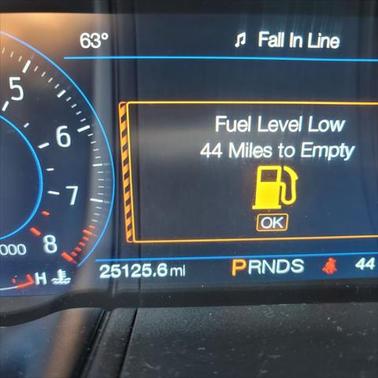 63° ♫ Fall In Line
5
6
7
8
000
Fuel Level Low
44 Miles to Empty
OK
H
25125.6 mi PRNDS 44